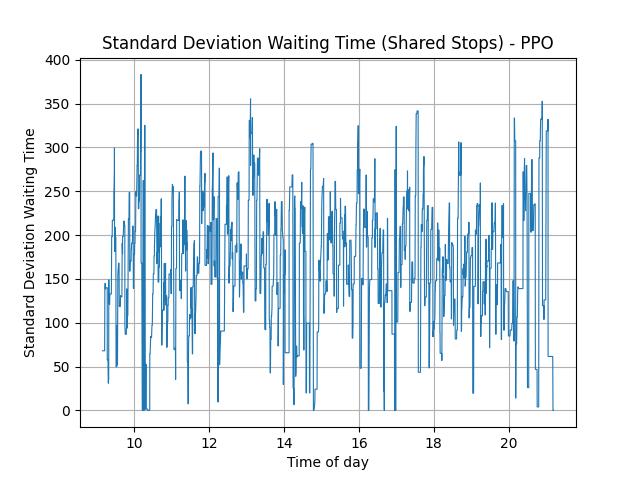 Standard Deviation Waiting Time (Shared Stops) - PPO
400
350
300
250
200
150
100
50
0
Standard Deviation Waiting Time
10 12 14 16 18 20
Time of day